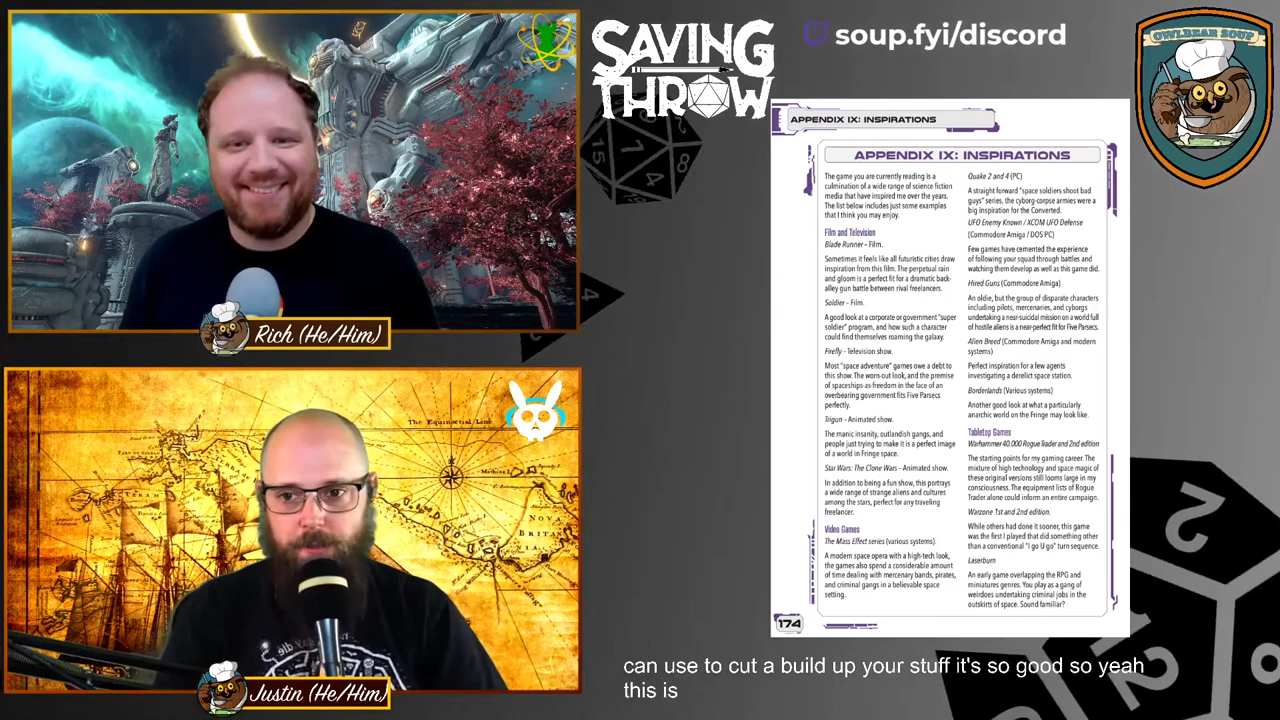 SAVING
THROW
soup.fyi/discord
OWLBEAR SOUP
Rich (He/Him)
The Equinoctial Line
Justin (He/Him)
APPENDIX IX: INSPIRATIONS
APPENDIX IX: INSPIRATIONS
The game you are currently reading is a
culmination of a wide range of science fiction
media that have inspired me over the years.
The list below includes just some examples
that I think you may enjoy.
Film and Television
Blade Runner – Film.
Sometimes it feels like all futuristic cities draw
inspiration from this film. The perpetual rain
and gloom is a perfect fit for a dramatic back-
alley gun battle between rival freelancers.
Soldier – Film.
A good look at a corporate or government "super
soldier" program, and how such a character
could find themselves roaming the galaxy.
Firefly – Television show.
Most "space adventure" games owe a debt to
this show. The worn-out look, and the premise
of spaceships-as-freedom in the face of an
overbearing government fits Five Parsecs
perfectly.
Trigun – Animated show.
The manic insanity, outlandish gangs, and
people just trying to make it is a perfect image
of a world in Fringe space.
Star Wars: The Clone Wars – Animated show.
In addition to being a fun show, this portrays
a wide range of strange aliens and cultures
among the stars, perfect for any traveling
freelancer.
Video Games
The Mass Effect series (various systems).
A modern space opera with a high-tech look,
the games also spend a considerable amount
of time dealing with mercenary bands, pirates,
and criminal gangs in a believable space
setting.
Quake 2 and 4 (PC)
A straight forward "space soldiers shoot bad
guys" series, the cyborg-corpse armies were a
big inspiration for the Converted.
UFO Enemy Known / XCOM UFO Defense
(Commodore Amiga / DOS PC)
Few games have cemented the experience
of following your squad through battles and
watching them develop as well as this game did.
Hired Guns (Commodore Amiga)
An oldie, but the group of disparate characters
including pilots, mercenaries, and cyborgs
undertaking a near-suicidal mission on a world full
of hostile aliens is a near-perfect fit for Five Parsecs.
Alien Breed (Commodore Amiga and modern
systems)
Perfect inspiration for a few agents
investigating a derelict space station.
Borderlands (Various systems)
Another good look at what a particularly
anarchic world on the Fringe may look like.
Tabletop Games
Warhammer 40.000 Rogue Trader and 2nd edition
The starting points for my gaming career. The
mixture of high technology and space magic of
these original versions still looms large in my
consciousness. The equipment lists of Rogue
Trader alone could inform an entire campaign.
Warzone 1st and 2nd edition.
While others had done it sooner, this game
was the first I played that did something other
than a conventional "I go U go" turn sequence.
Laserburn
An early game overlapping the RPG and
miniatures genres. You play as a gang of
weirdoes undertaking criminal jobs in the
outskirts of space. Sound familiar?
174
can use to cut a build up your stuff it's so good so yeah
this is